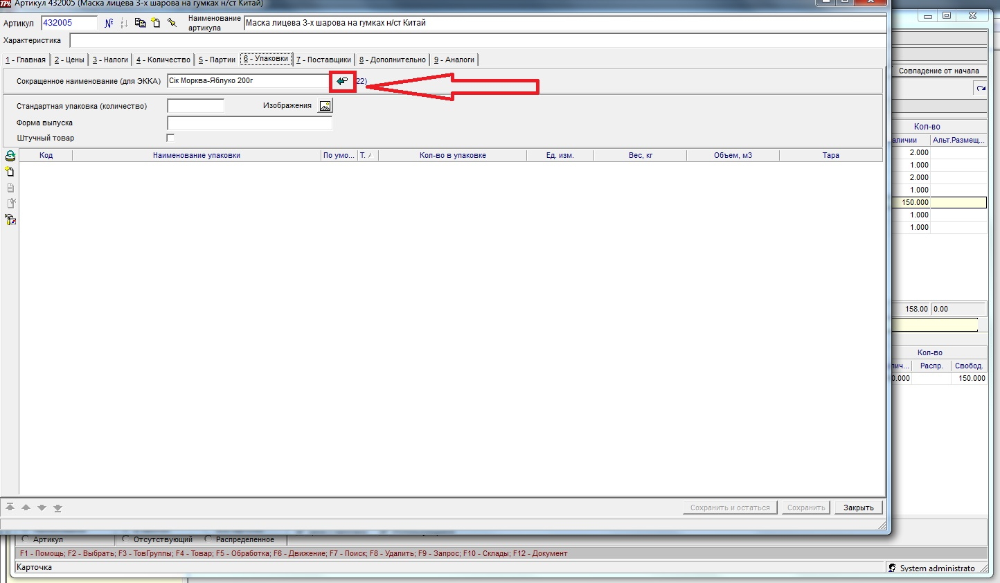 Артикул 432005 (Маска лицева 3-х шарова на гумках н/ст Китай)
Артикул 432005 Наименование артикула Маска лицева 3-х шарова на гумках н/ст Китай
Характеристика
1 - Главная 2 - Цены 3 - Налоги 4 - Количество 5 - Партии 6 - Упаковки 7 - Поставщики 8 - Дополнительно 9 - Аналоги
Совпадение от начала
Сокращенное наименование (для ЭККА) Сік Морква-Яблуко 200г 22)
Стандартная упаковка (количество) Изображения
Форма выпуска
Штучный товар
Кол-во
аличии Альт.Размещ...
Код Наименование упаковки По умо... Т. Кол-во в упаковке Ед. изм. Вес, кг Объем, м3 Тара
2.000
1.000
2.000
1.000
150.000
1.000
1.000
158.00 0.00
Кол-во
лич... Распр. Свобод.
0.000 150.000
Сохранить и остаться Сохранить Закрыть
Артикул Отсутствующий Распределенное
F1 - Помощь; F2 - Выбрать; F3 - ТовГруппы; F4 - Товар; F5 - Обработка; F6 - Движение; F7 - Поиск; F8 - Удалить; F9 - Запрос; F10 - Склады; F12 - Документ
Карточка System administrato